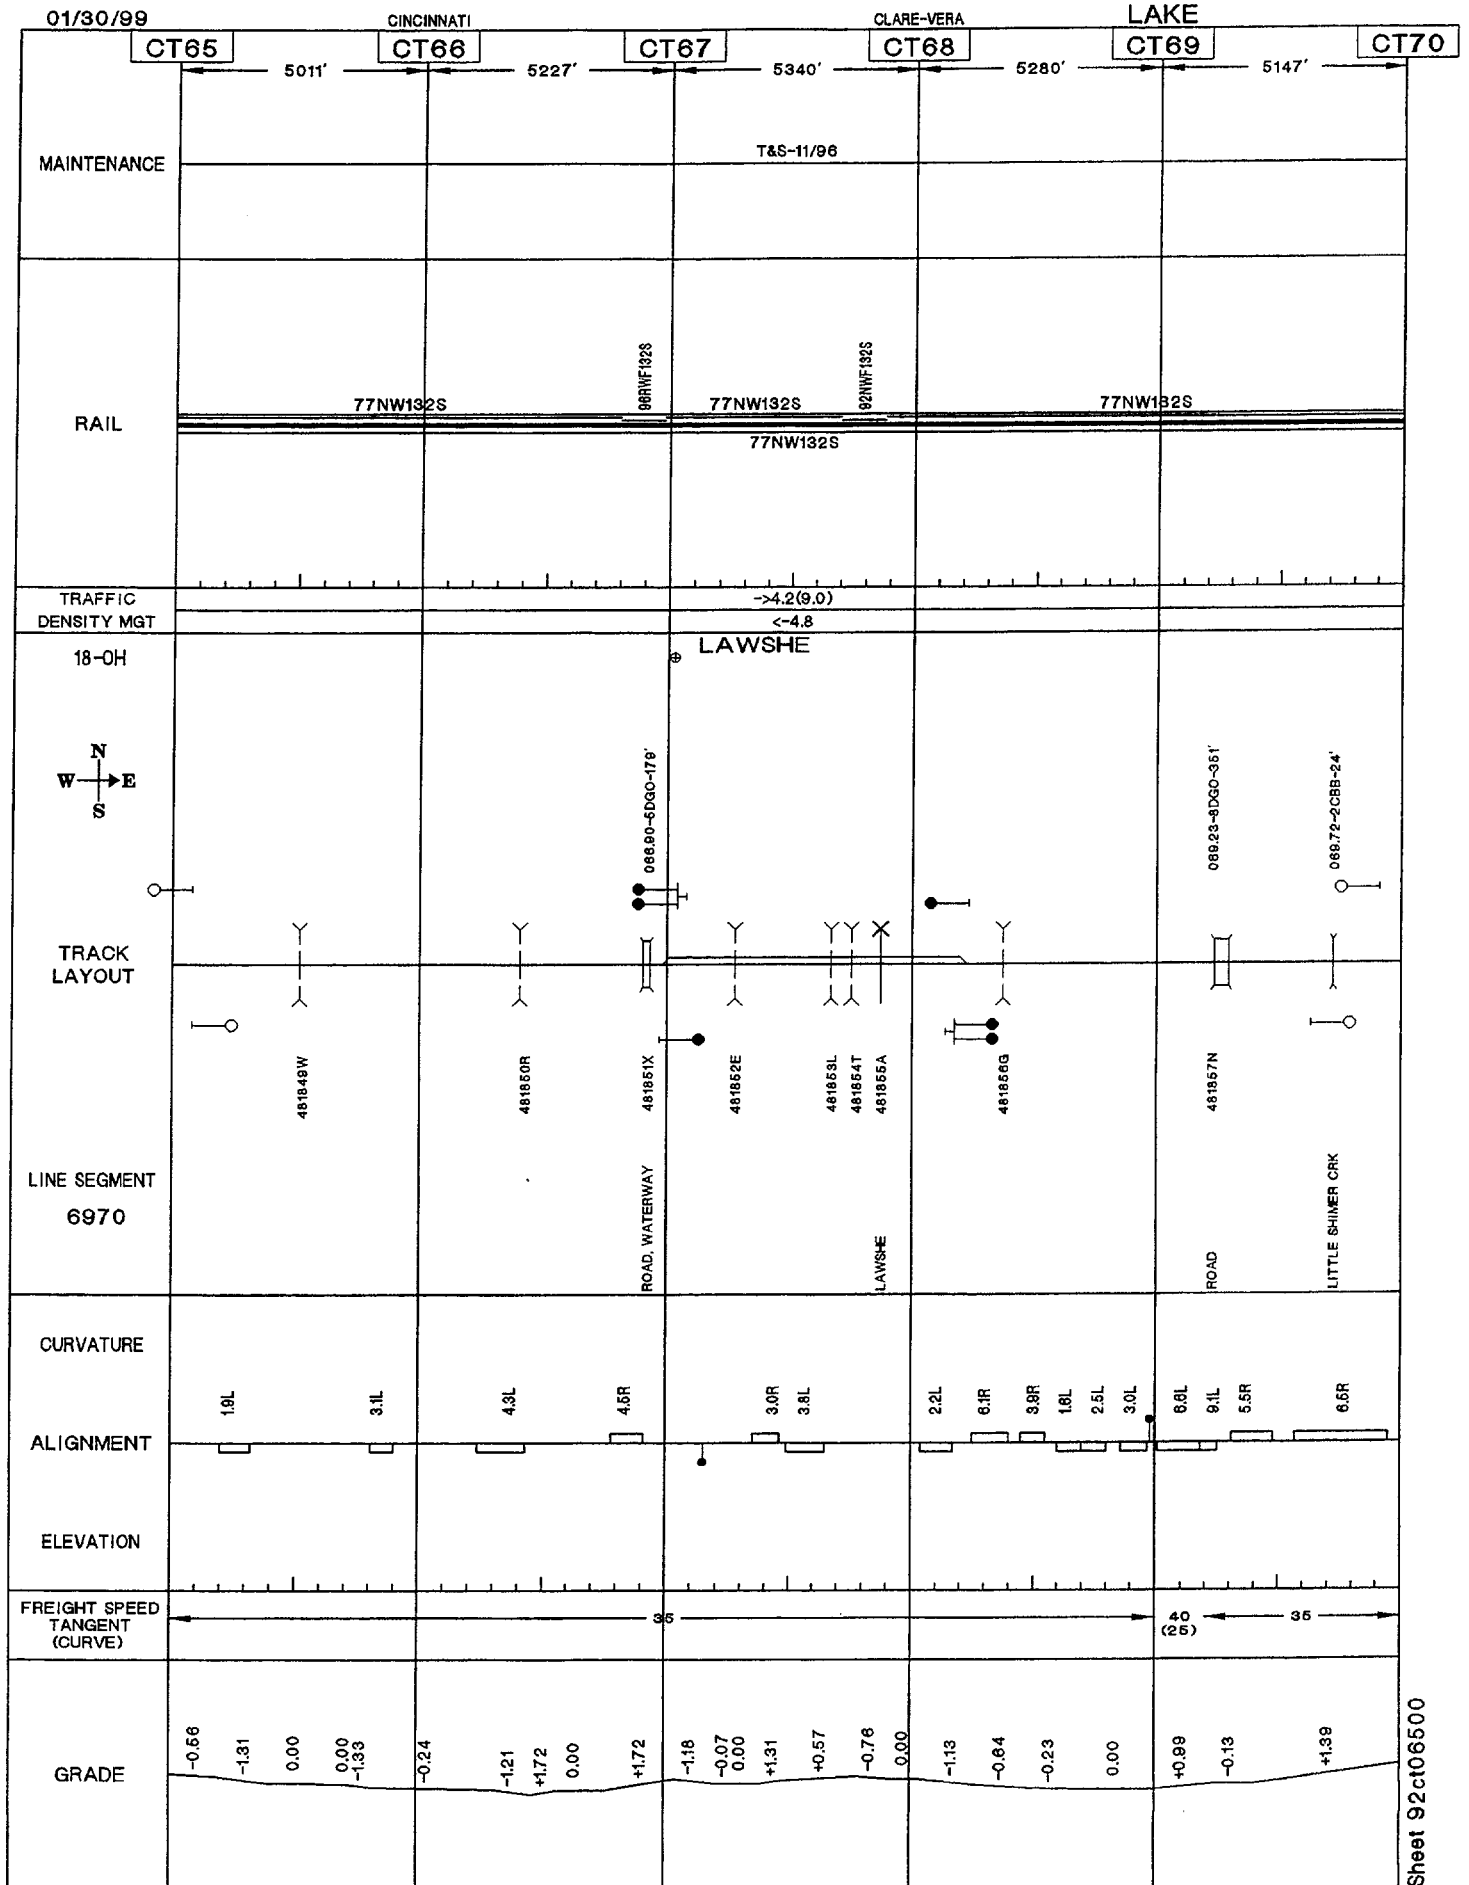 01/30/99
CINCINNATI
CLARE-VERA
LAKE
CT65
CT66
CT67
CT68
CT69
CT70
5011'
5227'
5340'
5280'
5147'
MAINTENANCE
T&S-11/96
RAIL
77NW132S
96RWF132S
77NW132S
92NWF132S
77NW132S
77NW132S
TRAFFIC
DENSITY MGT
->4.2(9.0)
<-4.8
18-OH
LAWSHE
N
W
E
S
066.90-5DGO-179'
069.23-8DGO-351'
069.72-2CBB-24'
TRACK
LAYOUT
481849W
481850R
481851X
481852E
481853L
481854T
481855A
481856G
481857N
LINE SEGMENT
6970
ROAD, WATERWAY
LAWSHE
ROAD
LITTLE SHIMER CRK
CURVATURE
1.9L
3.1L
4.3L
4.5R
3.0R
3.8L
2.2L
6.1R
3.9R
1.6L
2.5L
3.0L
6.6L
9.1L
5.5R
6.5R
ALIGNMENT
ELEVATION
FREIGHT SPEED
TANGENT
(CURVE)
35
40
(25)
35
GRADE
-0.56
-1.31
0.00
0.00
-1.33
-0.24
-1.21
+1.72
0.00
+1.72
-1.18
-0.07
0.00
+1.31
+0.57
-0.76
0.00
-1.13
-0.64
-0.23
0.00
+0.99
-0.13
+1.39
Sheet 92ct06500